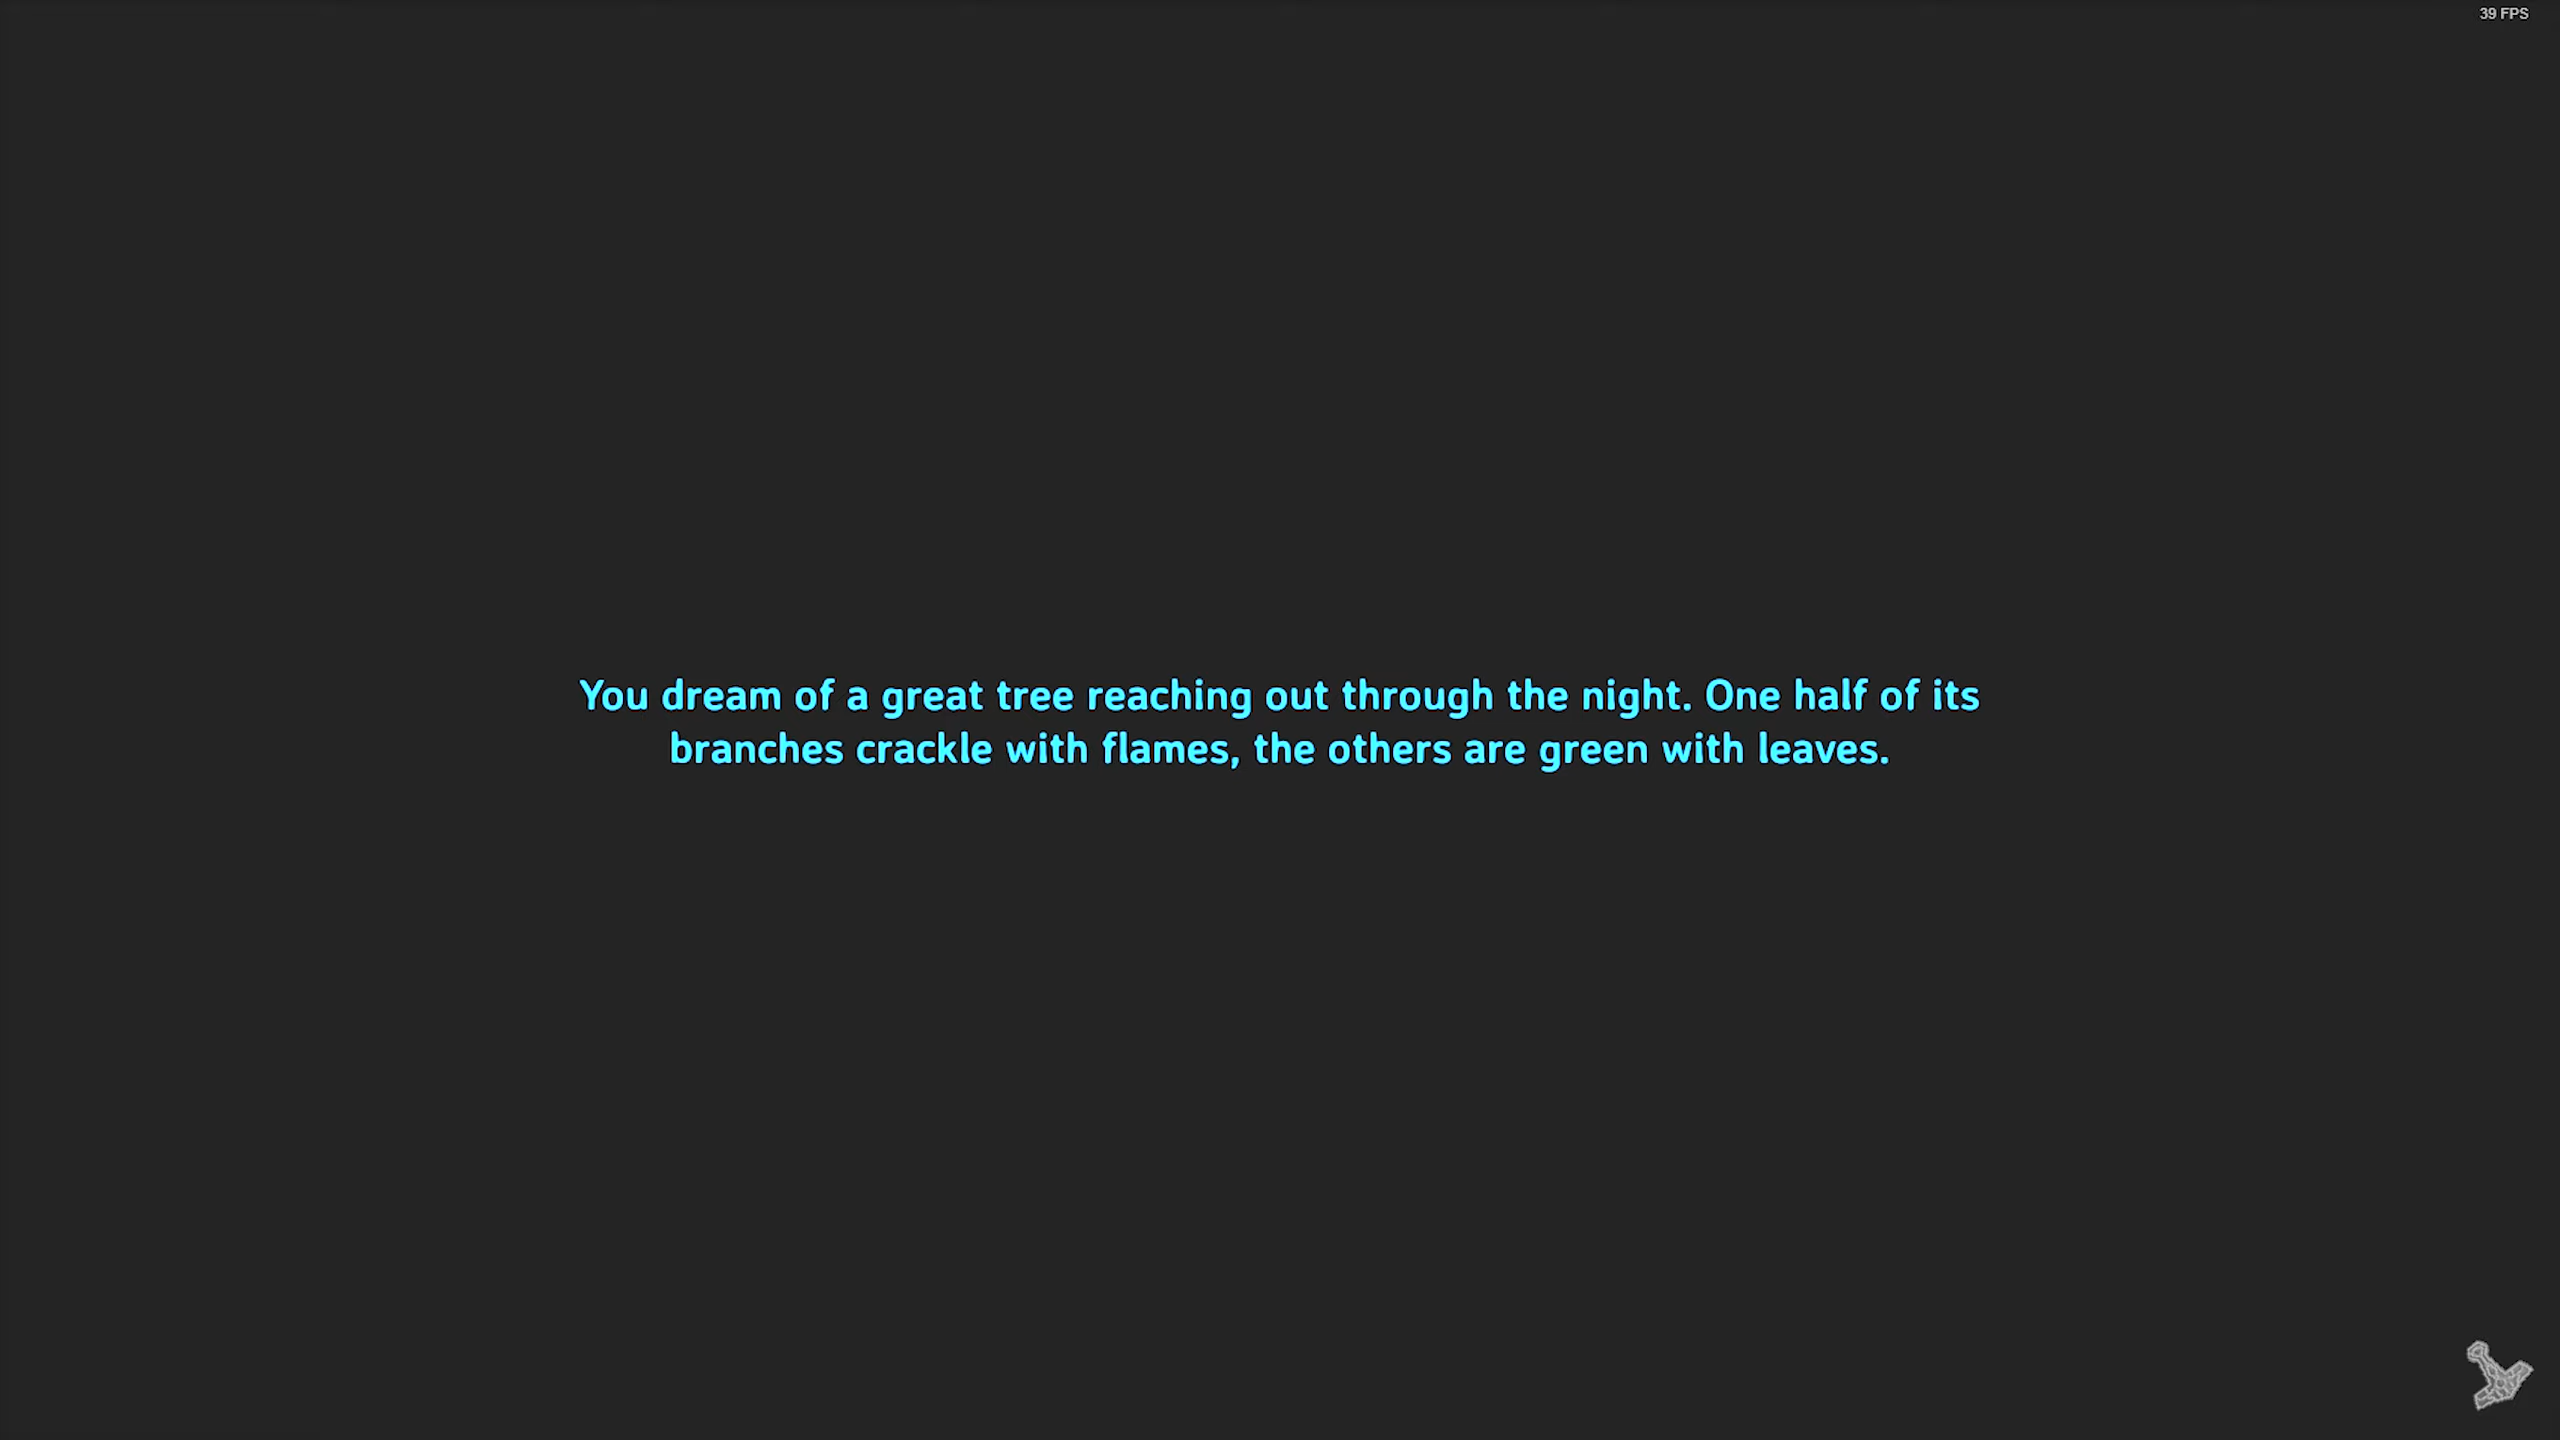 39 FPS
You dream of a great tree reaching out through the night. One half of its
branches crackle with flames, the others are green with leaves.